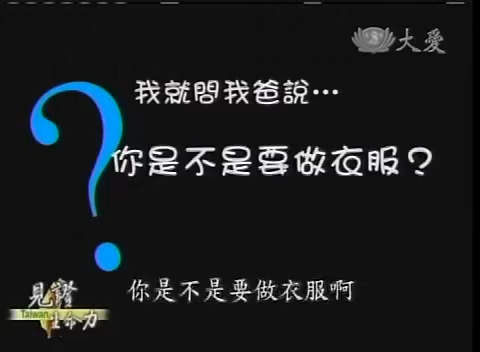 大愛
我就問我爸說…
你是不是要做衣服？
你是不是要做衣服啊
見證
Taiwan
生命力